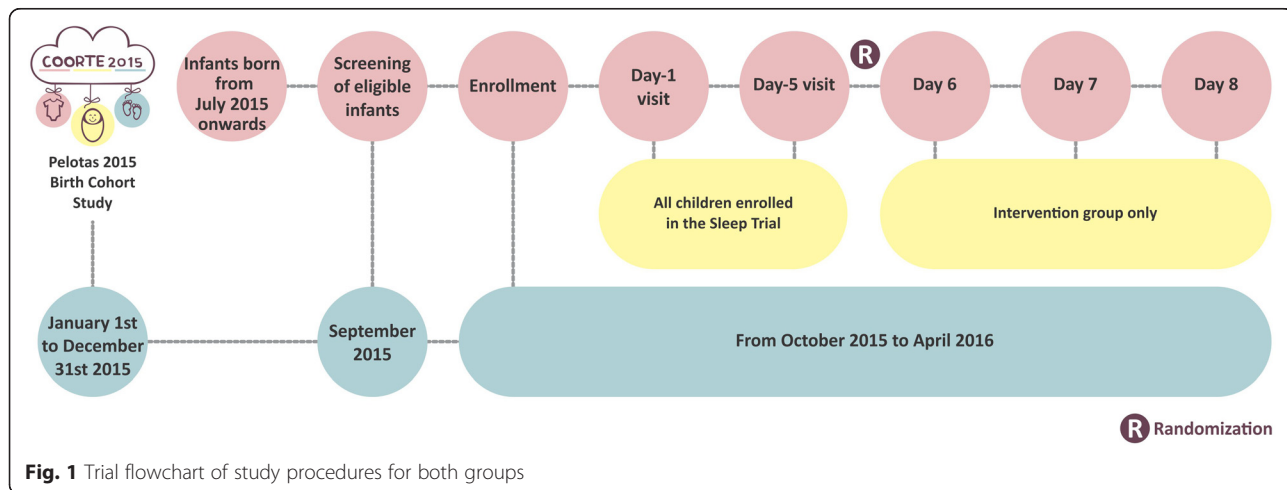 COORTE 2015
Pelotas 2015
Birth Cohort
Study
Infants born
from
July 2015
onwards
Screening
of eligible
infants
Enrollment
Day-1
visit
Day-5 visit
R
Day 6
Day 7
Day 8
All children enrolled
in the Sleep Trial
Intervention group only
January 1st
to December
31st 2015
September
2015
From October 2015 to April 2016
R Randomization
Fig. 1 Trial flowchart of study procedures for both groups